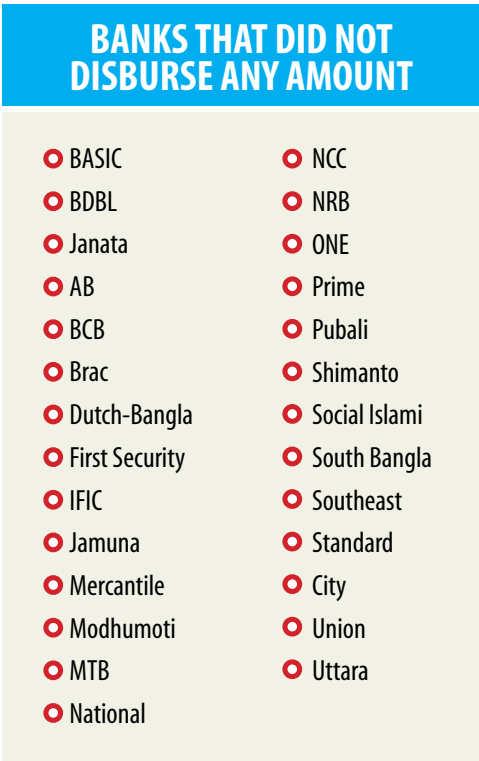 BANKS THAT DID NOT
DISBURSE ANY AMOUNT
BASIC
BDBL
Janata
AB
BCB
Brac
Dutch-Bangla
First Security
IFIC
Jamuna
Mercantile
Modhumoti
MTB
National
NCC
NRB
ONE
Prime
Pubali
Shimanto
Social Islami
South Bangla
Southeast
Standard
City
Union
Uttara